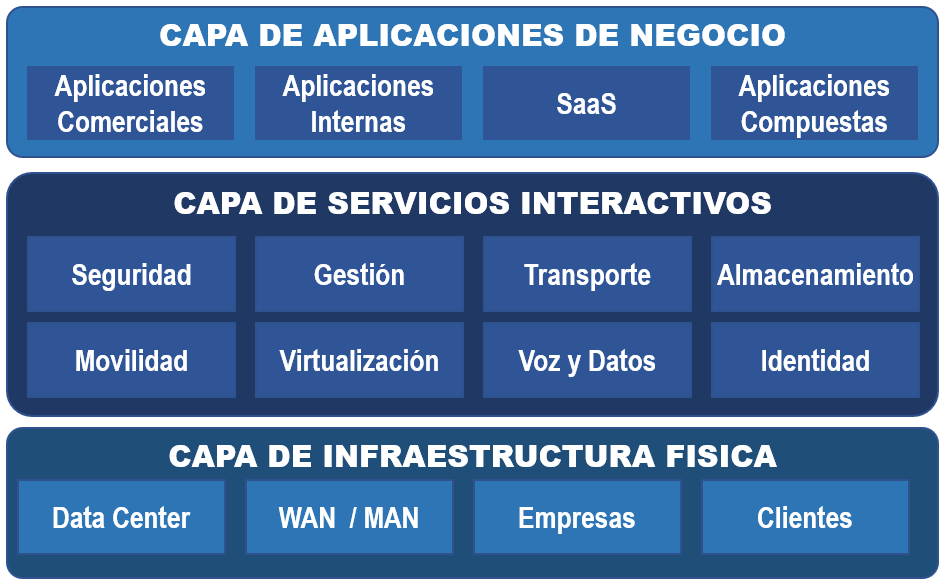 CAPA DE APLICACIONES DE NEGOCIO
Aplicaciones
Comerciales
Aplicaciones
Internas
SaaS
Aplicaciones
Compuestas
CAPA DE SERVICIOS INTERACTIVOS
Seguridad
Gestión
Transporte
Almacenamiento
Movilidad
Virtualización
Voz y Datos
Identidad
CAPA DE INFRAESTRUCTURA FISICA
Data Center
WAN / MAN
Empresas
Clientes